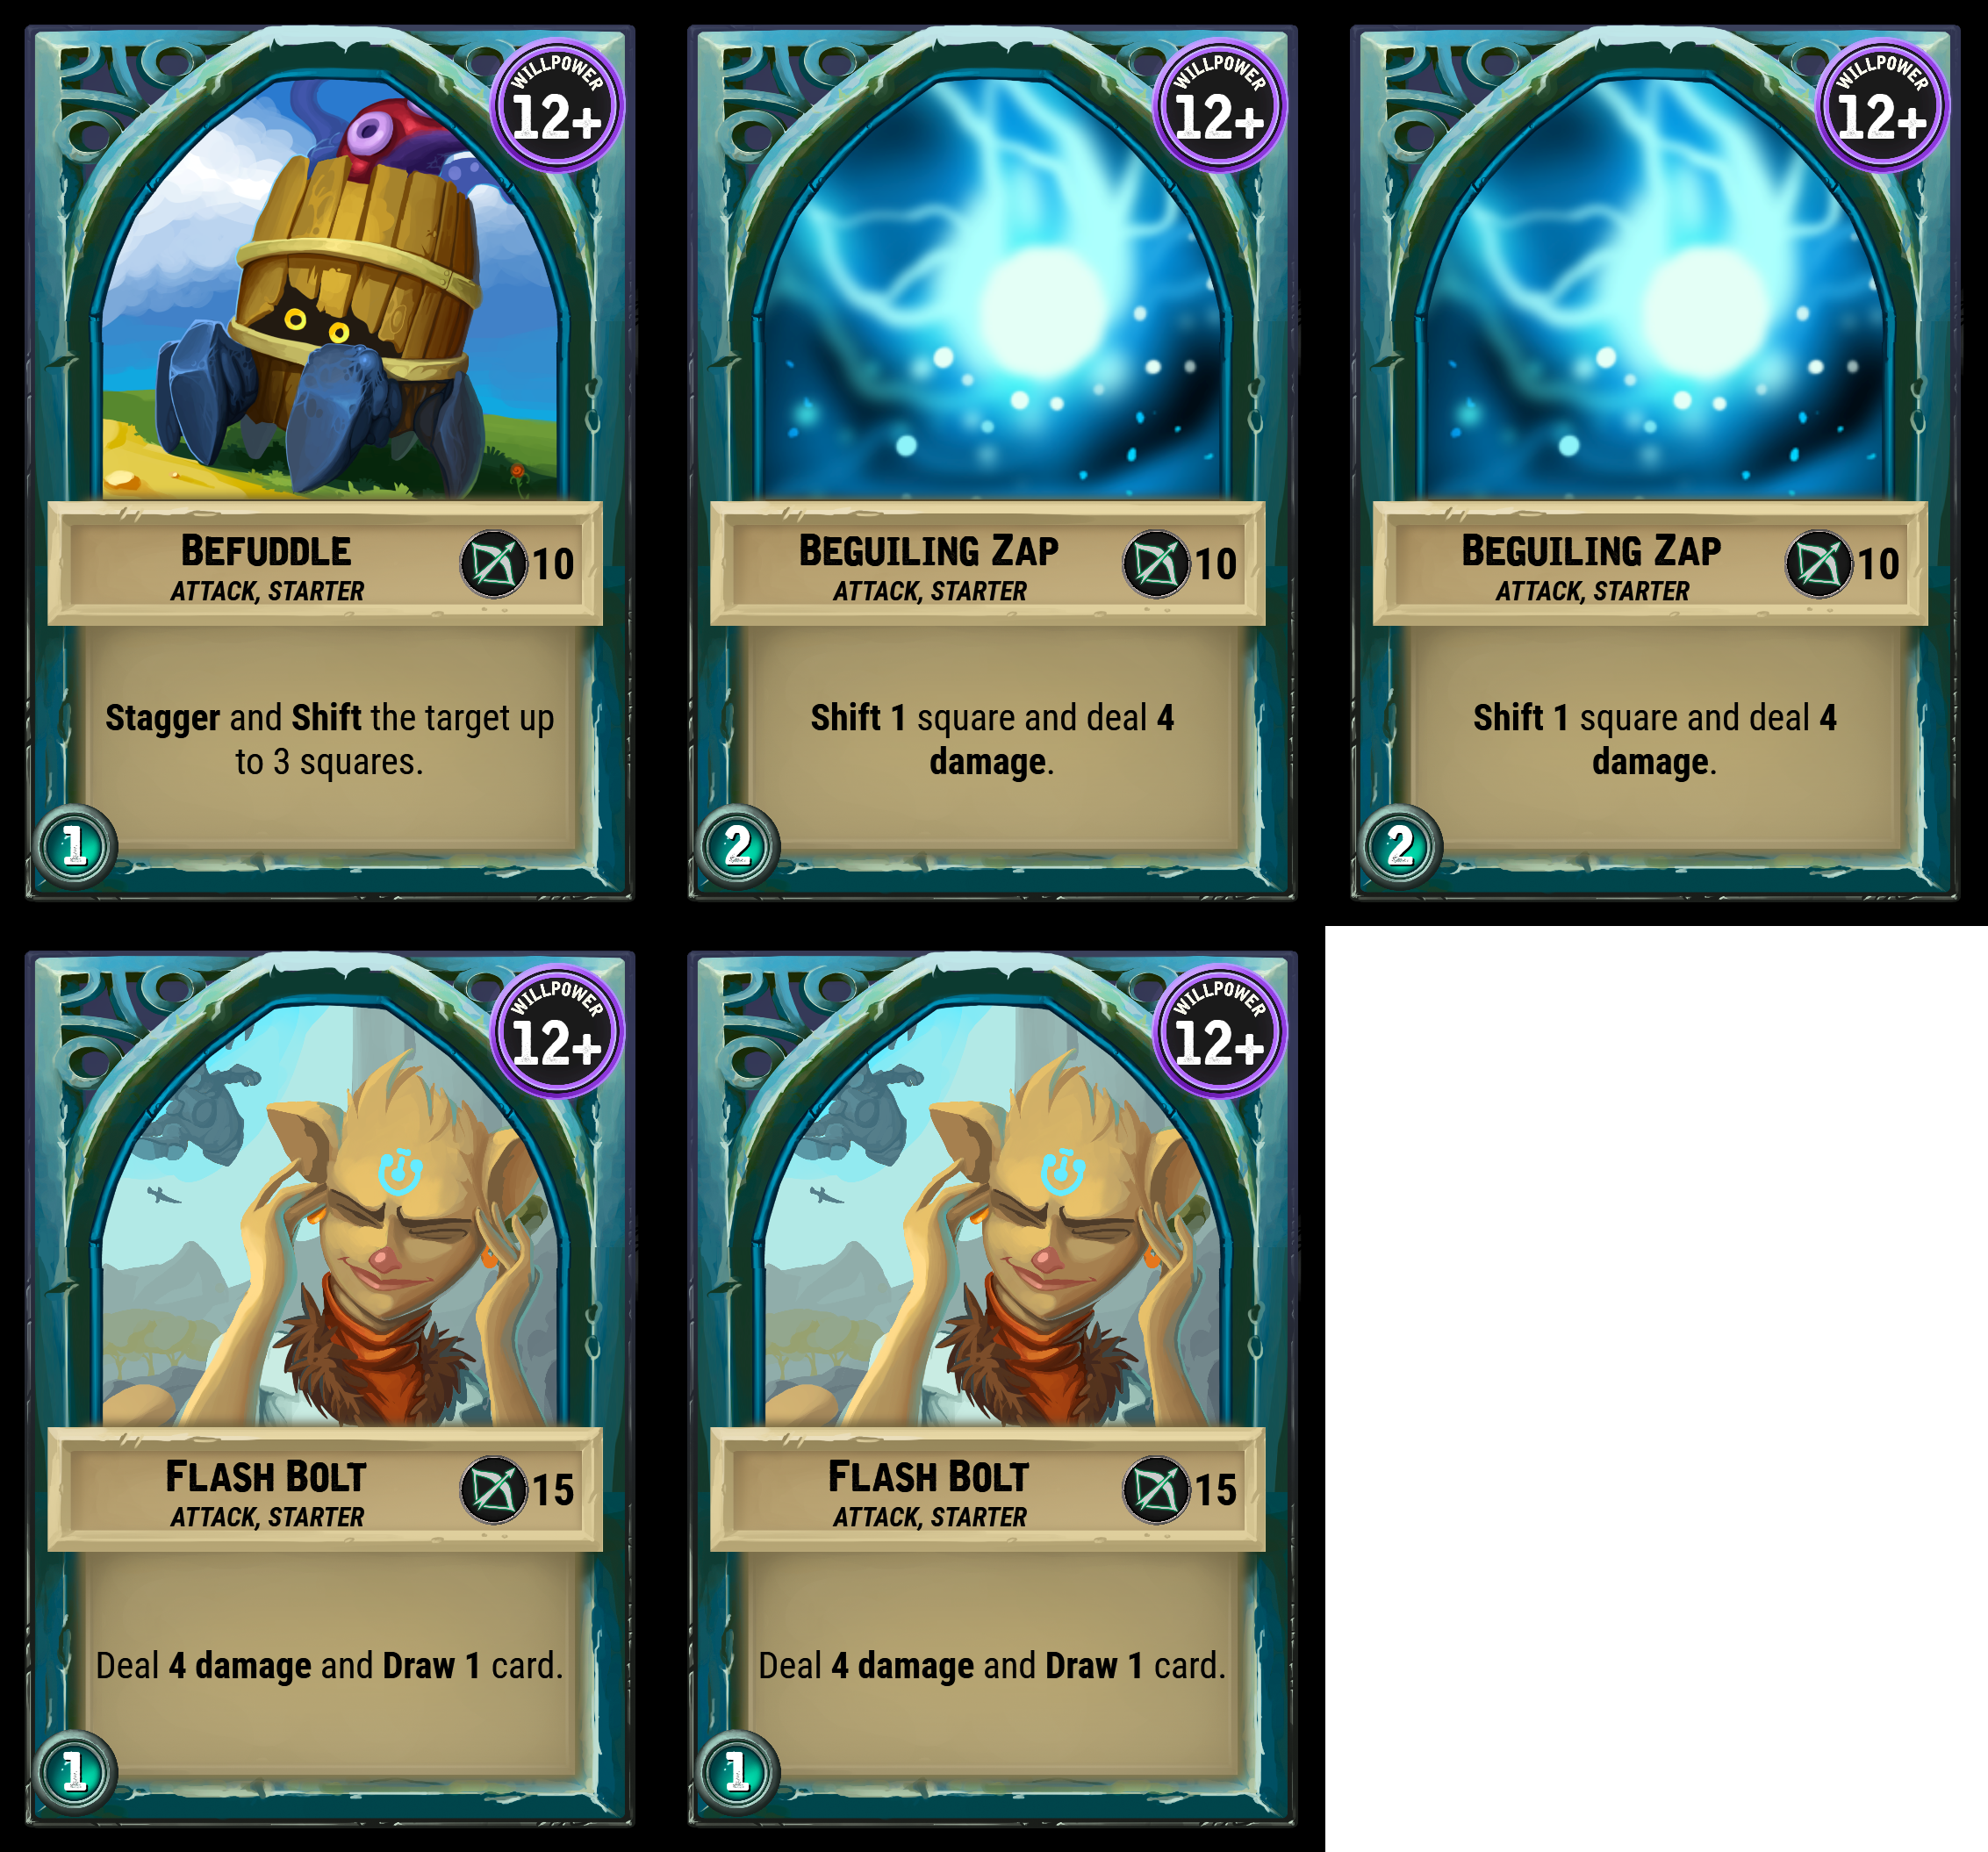 WILLPOWER
12+
BEFUDDLE
10
ATTACK, STARTER
Stagger and Shift the target up
to 3 squares.
1
WILLPOWER
12+
BEGUILING ZAP
10
ATTACK, STARTER
Shift 1 square and deal 4
damage.
2
WILLPOWER
12+
BEGUILING ZAP
10
ATTACK, STARTER
Shift 1 square and deal 4
damage.
2
WILLPOWER
12+
FLASH BOLT
15
ATTACK, STARTER
Deal 4 damage and Draw 1 card.
1
WILLPOWER
12+
FLASH BOLT
15
ATTACK, STARTER
Deal 4 damage and Draw 1 card.
1